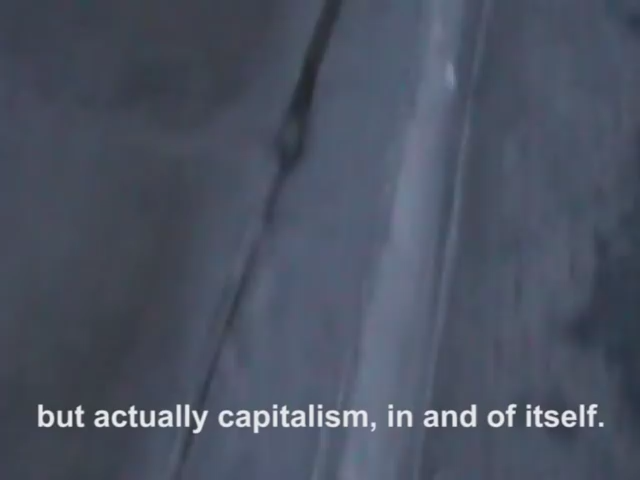 but actually capitalism, in and of itself.